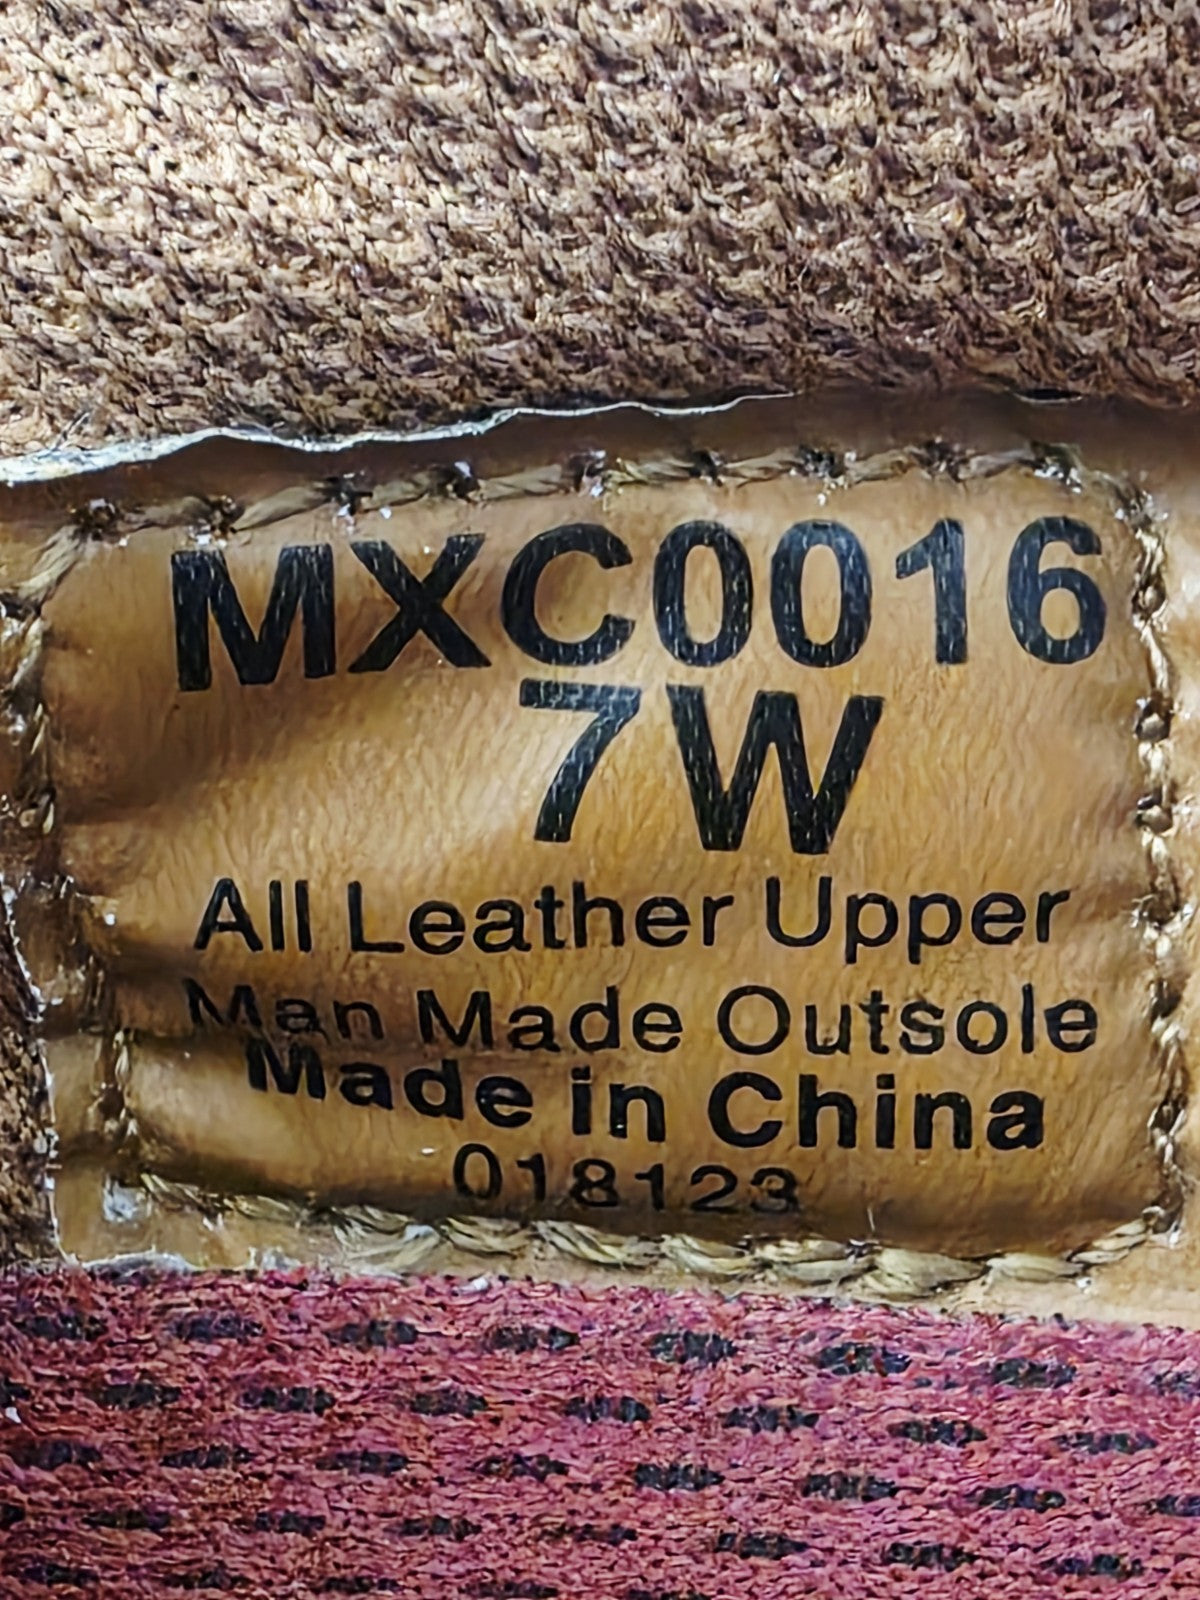 MXC0016
7W
All Leather Upper
Man Made Outsole
Made in China
018123